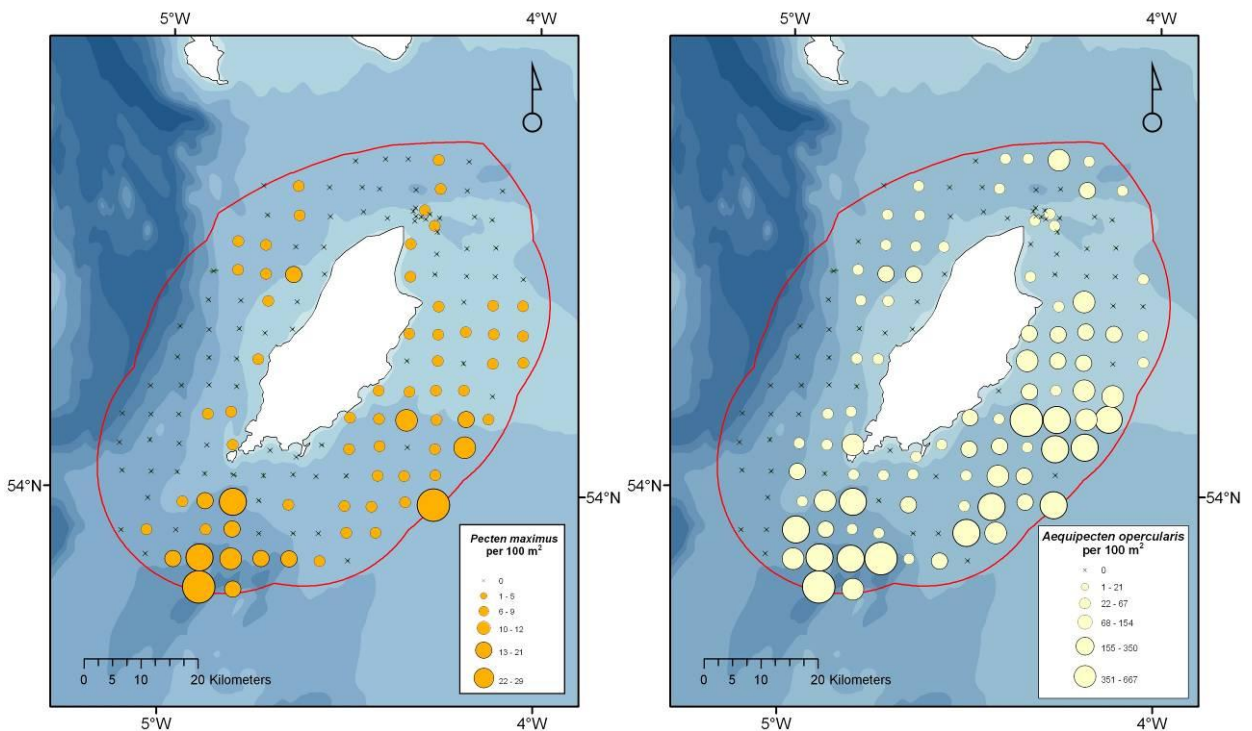 5°W 4°W
54°N 54°N
Pecten maximus
per 100 m²
0
1 - 5
6 - 9
10 - 12
13 - 21
22 - 29
0 5 10 20 Kilometers
5°W 4°W
5°W 4°W
54°N
Aequipecten opercularis
per 100 m²
0
1 - 21
22 - 67
68 - 154
155 - 350
351 - 667
0 5 10 20 Kilometers
5°W 4°W